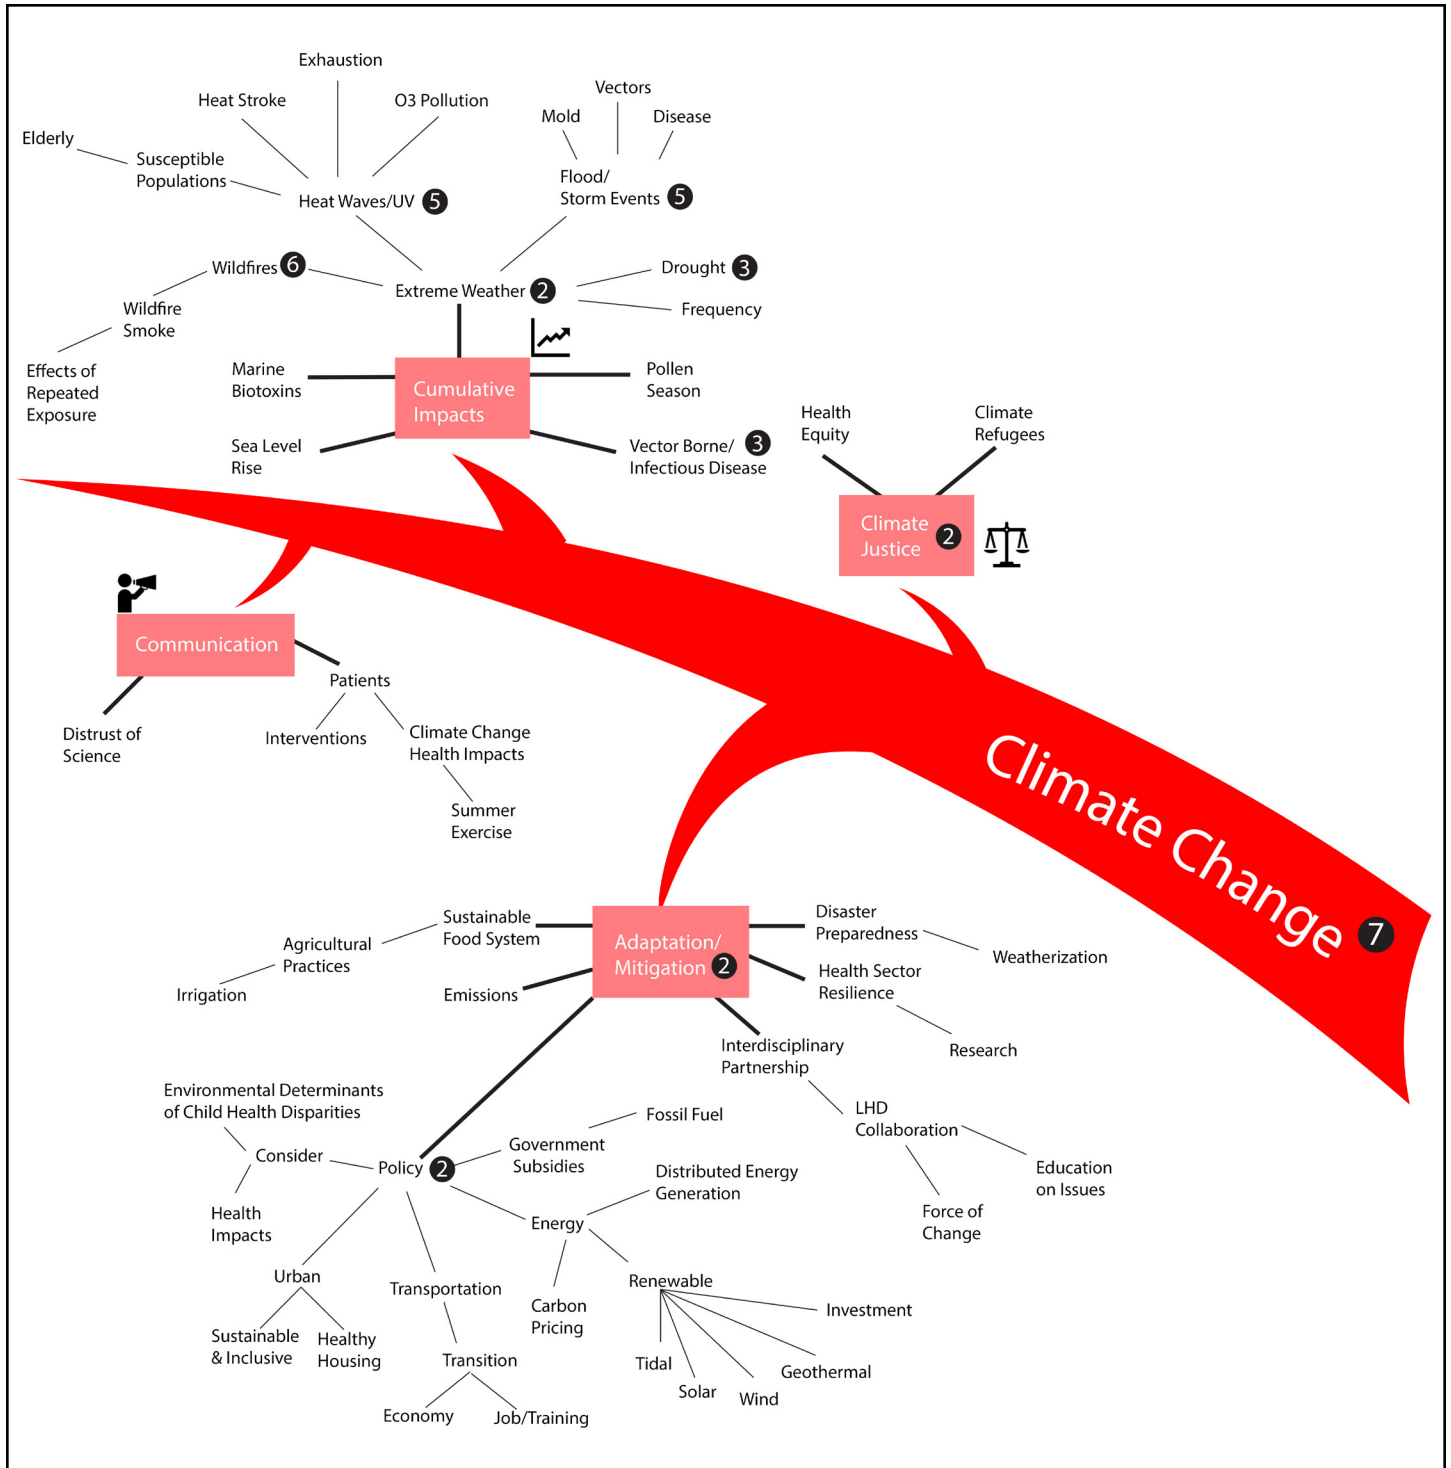 Exhaustion
Heat Stroke
O3 Pollution
Elderly
Susceptible
Populations
Heat Waves/UV 5
Vectors
Mold
Disease
Flood/
Storm Events 5
Wildfires 6
Extreme Weather 2
Drought 3
Frequency
Wildfire
Smoke
Effects of
Repeated
Exposure
Marine
Biotoxins
Cumulative
Impacts
Pollen
Season
Sea Level
Rise
Vector Borne/ 3
Infectious Disease
Health
Equity
Climate
Refugees
Climate
Justice 2
Communication
Patients
Distrust of
Science
Interventions
Climate Change
Health Impacts
Summer
Exercise
Climate Change 7
Sustainable
Food System
Agricultural
Practices
Irrigation
Emissions
Adaptation/
Mitigation 2
Disaster
Preparedness
Weatherization
Health Sector
Resilience
Research
Interdisciplinary
Partnership
LHD
Collaboration
Education
on Issues
Force of
Change
Environmental Determinants
of Child Health Disparities
Consider
Health
Impacts
Policy 2
Government
Subsidies
Fossil Fuel
Distributed Energy
Generation
Energy
Carbon
Pricing
Renewable
Investment
Geothermal
Wind
Solar
Tidal
Urban
Sustainable
& Inclusive
Healthy
Housing
Transportation
Transition
Economy
Job/Training